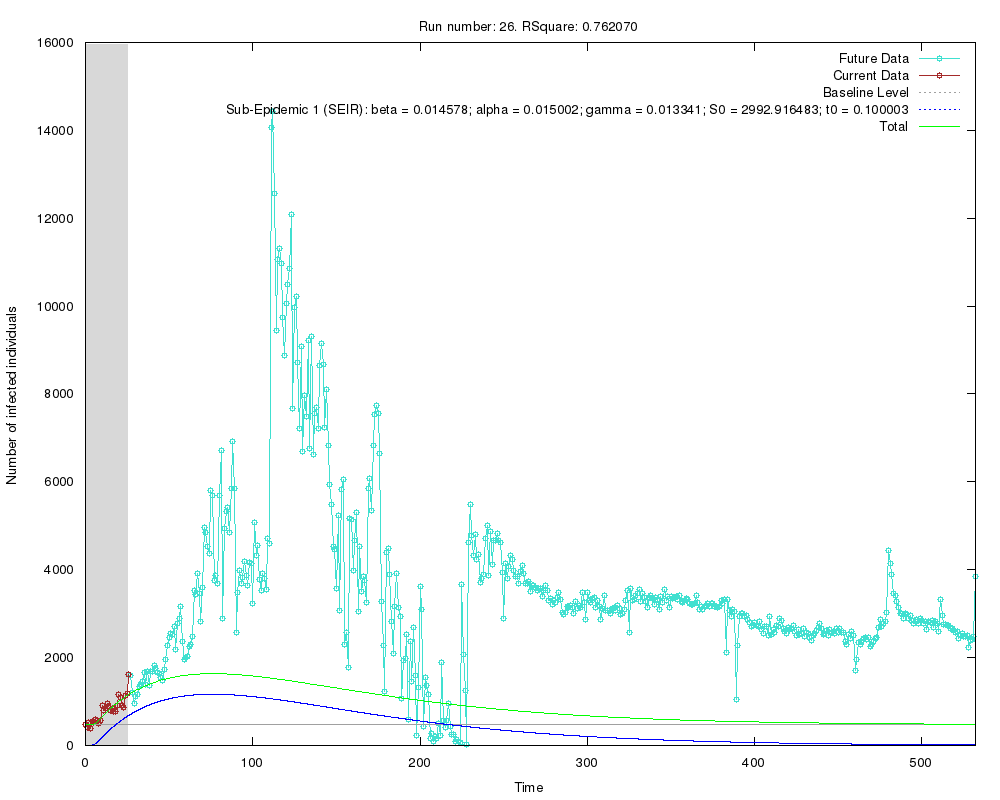 Run number: 26. RSquare: 0.762070
16000
14000
12000
10000
8000
6000
4000
2000
0
Number of infected individuals
Future Data
Current Data
Baseline Level
Sub-Epidemic 1 (SEIR): beta = 0.014578; alpha = 0.015002; gamma = 0.013341; S0 = 2992.916483; t0 = 0.100003
Total
0 100 200 300 400 500
Time